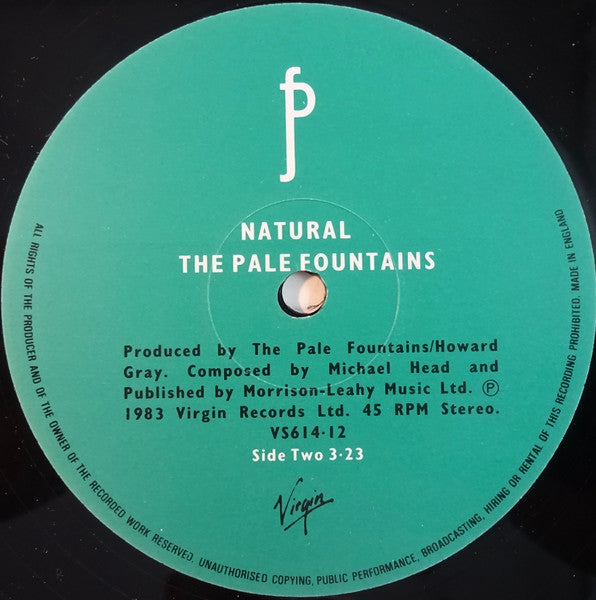 fp
NATURAL
THE PALE FOUNTAINS
Produced by The Pale Fountains/Howard
Gray. Composed by Michael Head and
Published by Morrison-Leahy Music Ltd. ℗
1983 Virgin Records Ltd. 45 RPM Stereo.
VS614·12
Side Two 3·23
Virgin
ALL RIGHTS OF THE PRODUCER AND OF THE OWNER OF THE RECORDED WORK RESERVED. UNAUTHORISED COPYING, PUBLIC PERFORMANCE, BROADCASTING, HIRING OR RENTAL OF THIS RECORDING PROHIBITED. MADE IN ENGLAND